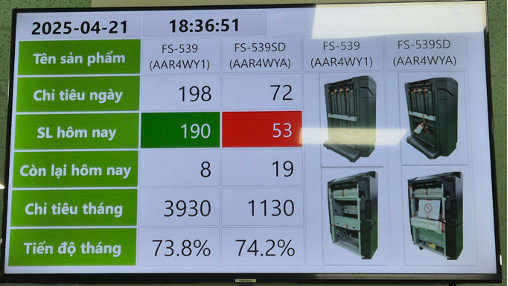 2025-04-21 18:36:51
Tên sản phẩm FS-539 (AAR4WY1) FS-539SD (AAR4WYA) FS-539 (AAR4WY1) FS-539SD (AAR4WYA)
Chỉ tiêu ngày 198 72
SL hôm nay 190 53
Còn lại hôm nay 8 19
Chỉ tiêu tháng 3930 1130
Tiến độ tháng 73.8% 74.2%